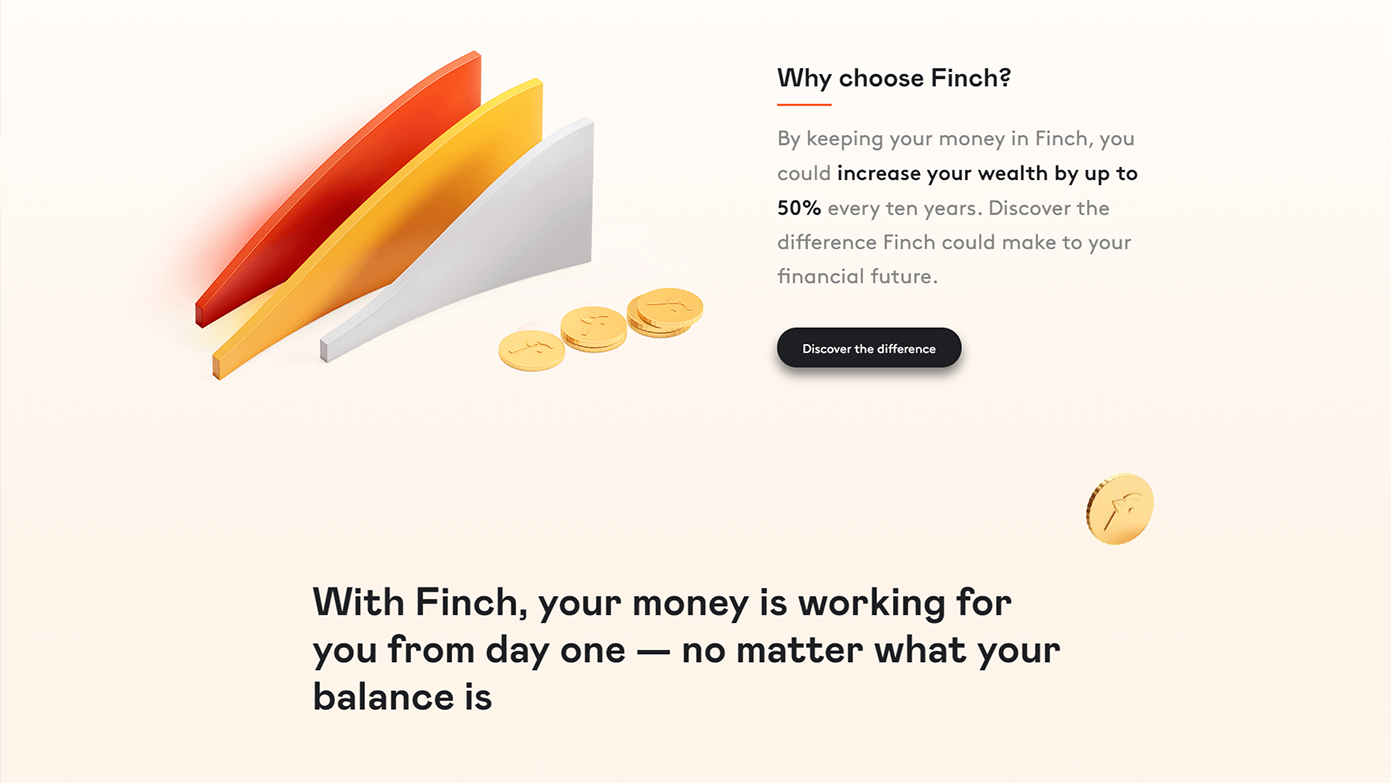 Why choose Finch?
By keeping your money in Finch, you
could increase your wealth by up to
50% every ten years. Discover the
difference Finch could make to your
financial future.
Discover the difference
With Finch, your money is working for
you from day one — no matter what your
balance is